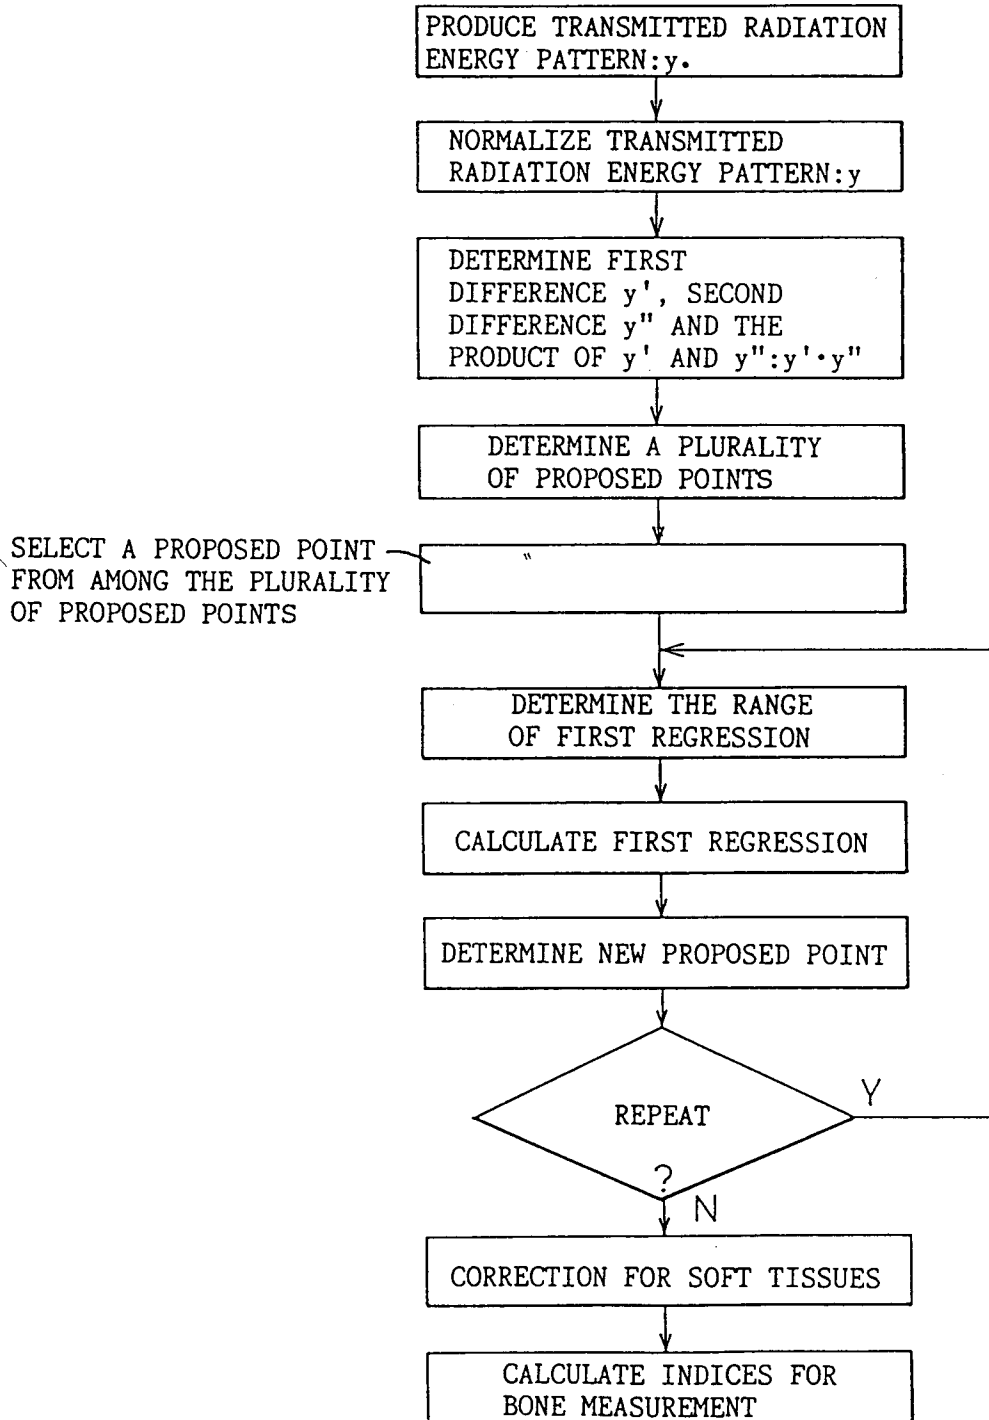 PRODUCE TRANSMITTED RADIATION
ENERGY PATTERN:y.
NORMALIZE TRANSMITTED
RADIATION ENERGY PATTERN:y
DETERMINE FIRST
DIFFERENCE y', SECOND
DIFFERENCE y" AND THE
PRODUCT OF y' AND y":y'·y"
DETERMINE A PLURALITY
OF PROPOSED POINTS
SELECT A PROPOSED POINT
FROM AMONG THE PLURALITY
OF PROPOSED POINTS
DETERMINE THE RANGE
OF FIRST REGRESSION
CALCULATE FIRST REGRESSION
DETERMINE NEW PROPOSED POINT
REPEAT
?
Y
N
CORRECTION FOR SOFT TISSUES
CALCULATE INDICES FOR
BONE MEASUREMENT